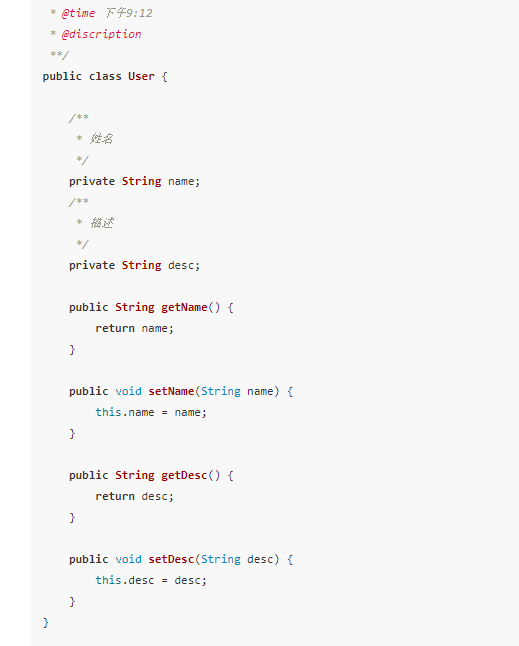 * @time 下午9:12
* @discription
**/
public class User {
/**
* 姓名
*/
private String name;
/**
* 描述
*/
private String desc;
public String getName() {
return name;
}
public void setName(String name) {
this.name = name;
}
public String getDesc() {
return desc;
}
public void setDesc(String desc) {
this.desc = desc;
}
}